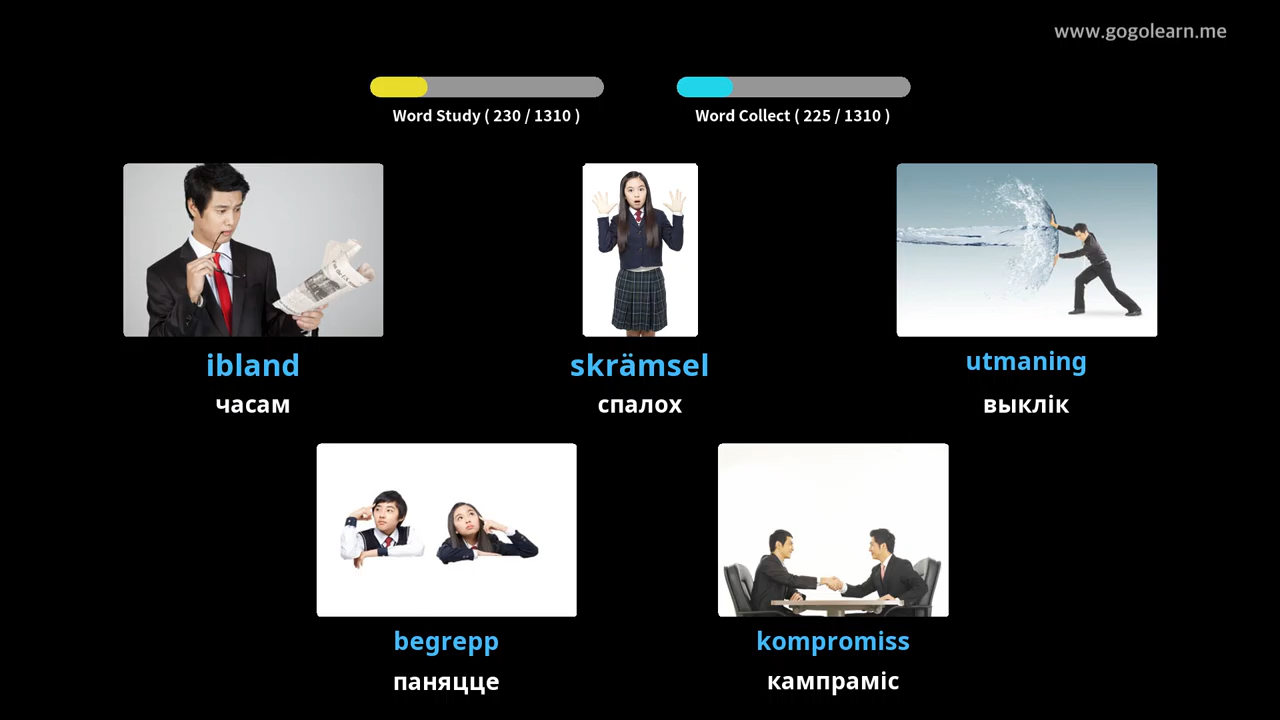 www.gogolearn.me
Word Study ( 230 / 1310 )
Word Collect ( 225 / 1310 )
ibland
часам
skrämsel
спалох
utmaning
выклік
begrepp
паняцце
kompromiss
кампраміс